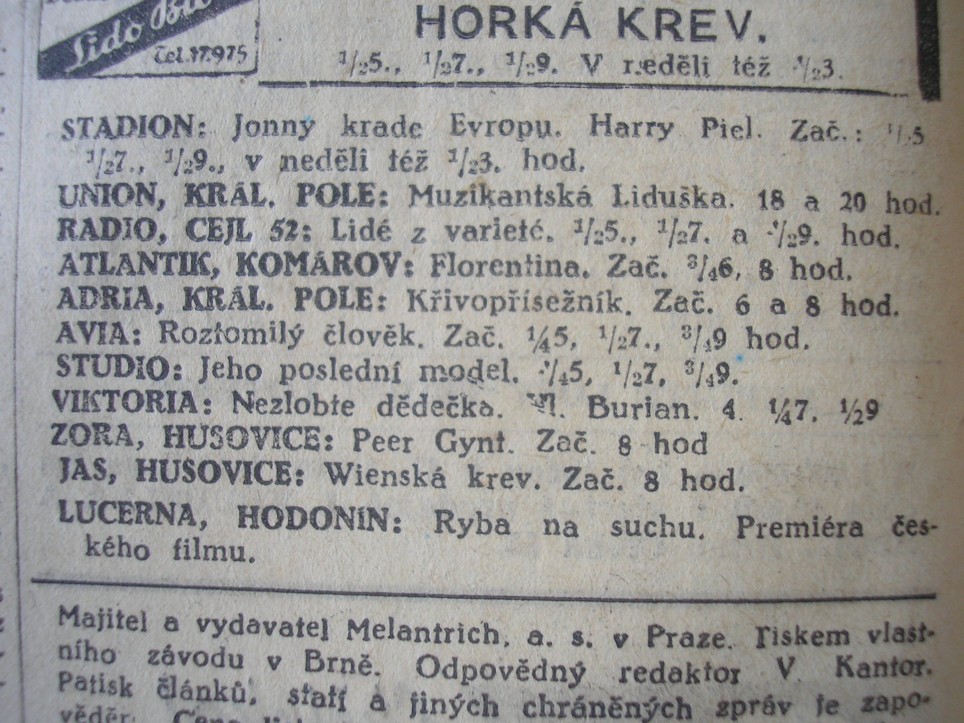 Lido
Tel. 37.975
HORKÁ KREV.
½5., ½7., ½9. V neděli též ½3.
STADION: Jonny krade Evropu. Harry Piel. Zač.: ½5
½7., ½9., v neděli též ½3. hod.
UNION, KRÁL. POLE: Muzikantská Liduška. 18 a 20 hod.
RADIO, CEJL 52: Lidé z varieté. ½5., ½7. a ½9. hod.
ATLANTIK, KOMÁROV: Florentina. Zač. ¾6, 8 hod.
ADRIA, KRÁL. POLE: Křivopřísežník. Zač. 6 a 8 hod.
AVIA: Roztomilý člověk. Zač. ¼5, ½7., ¾9 hod.
STUDIO: Jeho poslední model. ¼5, ½7, ¾9.
VIKTORIA: Nezlobte dědečka. Vl. Burian. 4. ¼7. ½9
ZORA, HUSOVICE: Peer Gynt. Zač. 8 hod
JAS, HUSOVICE: Wienská krev. Zač. 8 hod.
LUCERNA, HODONIN: Ryba na suchu. Premiéra čes-
kého filmu.
Majitel a vydavatel Melantrich, a. s. v Praze. Tiskem vlast-
ního závodu v Brně. Odpovědný redaktor V. Kantor.
Patisk článků, statí a jiných chráněných zpráv je zapo-
věděn.